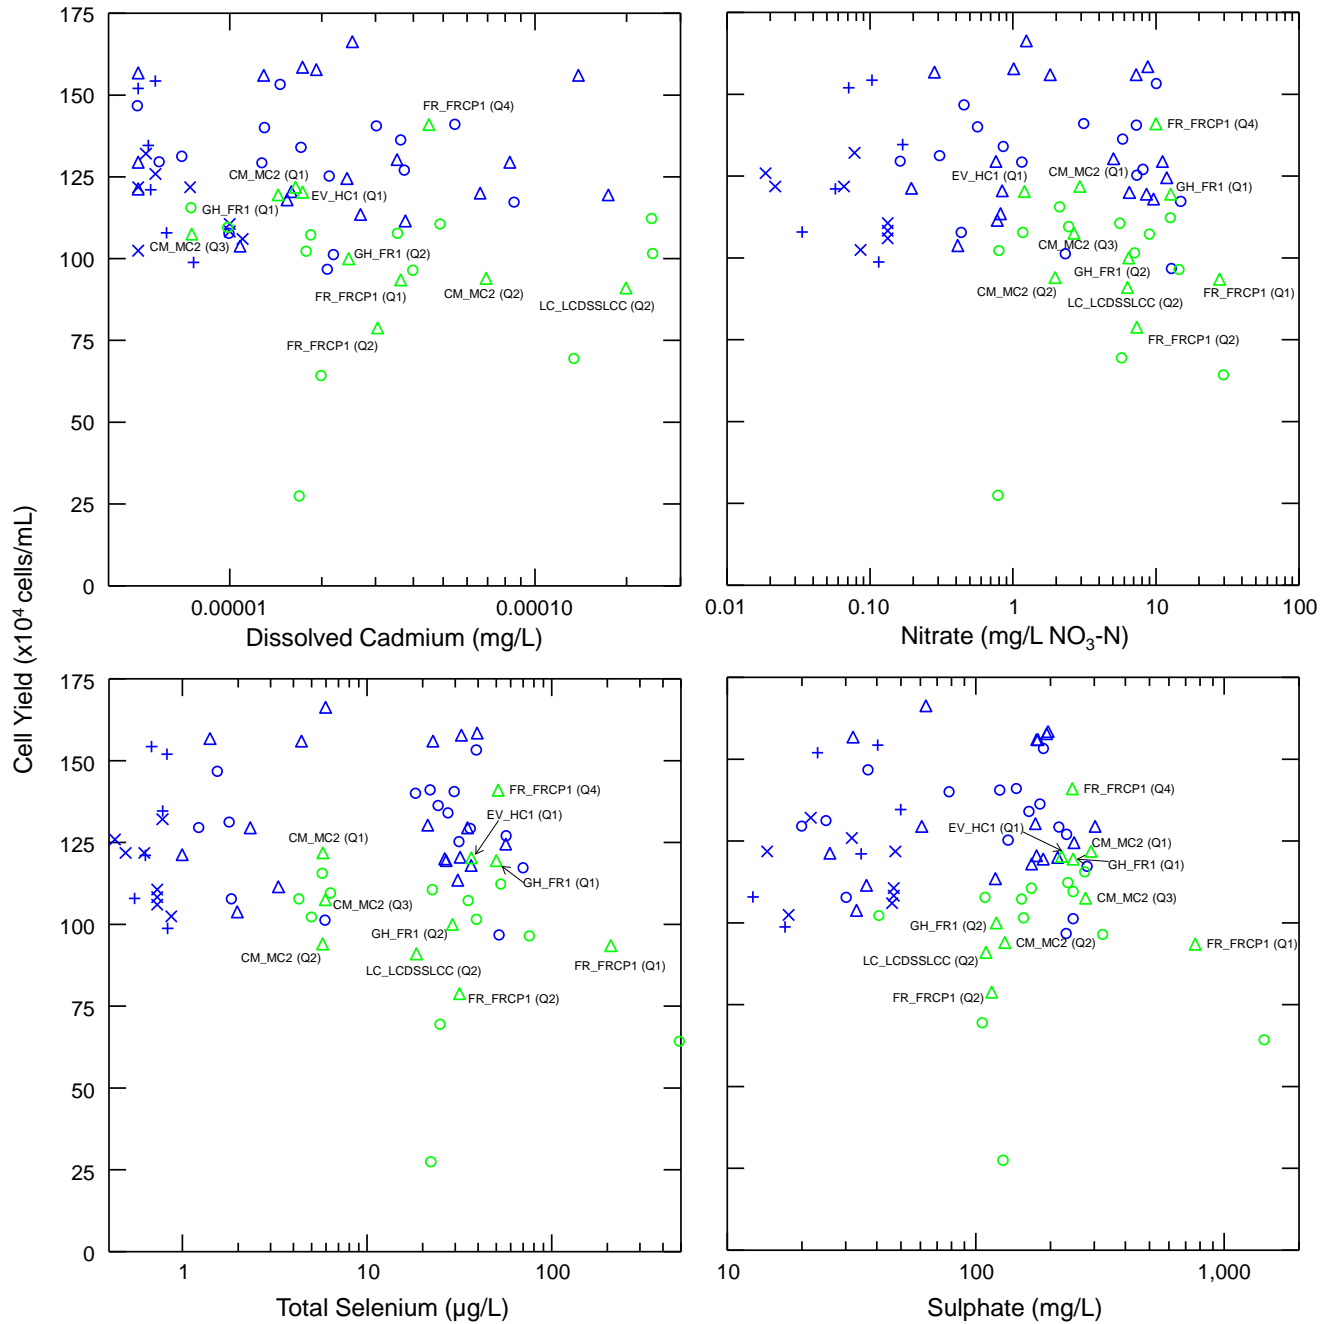 Cell Yield (x10⁴ cells/mL)
175
150
125
100
75
50
25
0
FR_FRCP1 (Q4)
CM_MC2 (Q1)
EV_HC1 (Q1)
GH_FR1 (Q1)
CM_MC2 (Q3)
GH_FR1 (Q2)
FR_FRCP1 (Q1)
CM_MC2 (Q2)
LC_LCDSSLCC (Q2)
FR_FRCP1 (Q2)
0.00001 0.00010
Dissolved Cadmium (mg/L)
FR_FRCP1 (Q4)
EV_HC1 (Q1)
CM_MC2 (Q1)
GH_FR1 (Q1)
CM_MC2 (Q3)
GH_FR1 (Q2)
CM_MC2 (Q2)
LC_LCDSSLCC (Q2)
FR_FRCP1 (Q1)
FR_FRCP1 (Q2)
0.01 0.10 1 10 100
Nitrate (mg/L NO₃-N)
175
150
125
100
75
50
25
0
FR_FRCP1 (Q4)
EV_HC1 (Q1)
CM_MC2 (Q1)
GH_FR1 (Q1)
CM_MC2 (Q3)
GH_FR1 (Q2)
CM_MC2 (Q2)
LC_LCDSSLCC (Q2)
FR_FRCP1 (Q1)
FR_FRCP1 (Q2)
1 10 100
Total Selenium (µg/L)
FR_FRCP1 (Q4)
EV_HC1 (Q1)
CM_MC2 (Q1)
GH_FR1 (Q1)
CM_MC2 (Q3)
GH_FR1 (Q2)
CM_MC2 (Q2)
FR_FRCP1 (Q1)
LC_LCDSSLCC (Q2)
FR_FRCP1 (Q2)
10 100 1,000
Sulphate (mg/L)